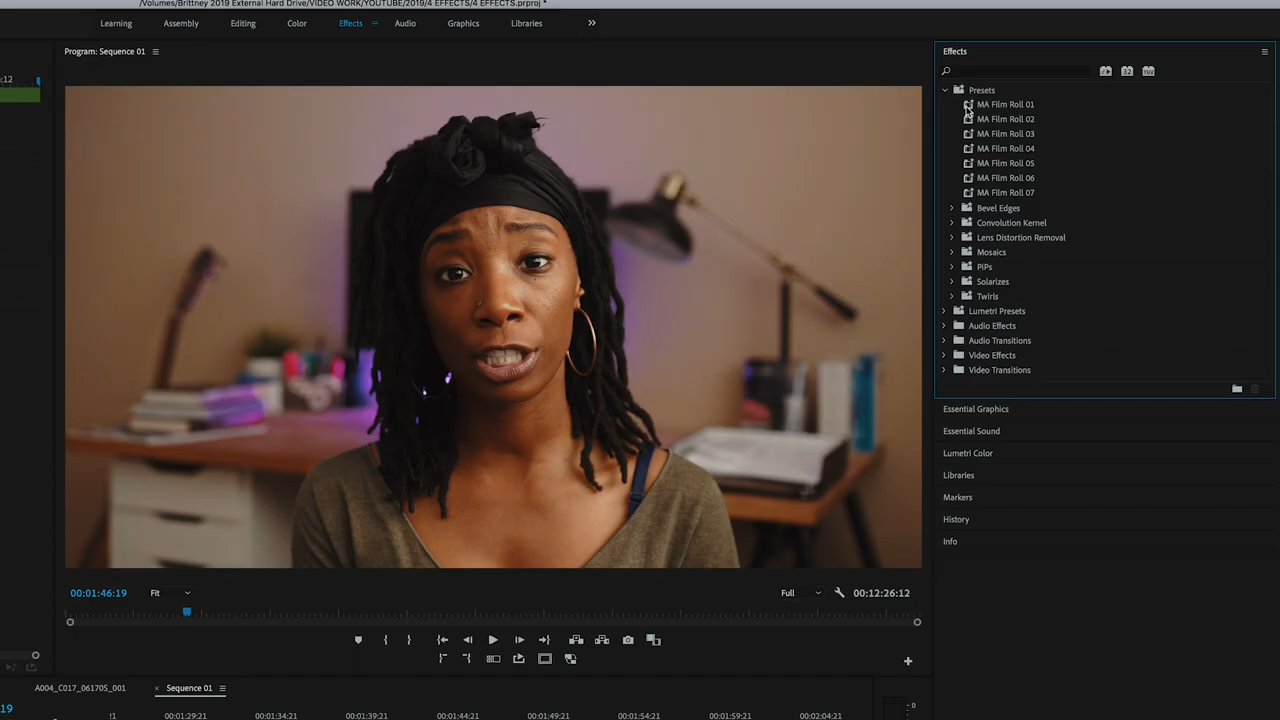 /Volumes/Brittney 2019 External Hard Drive/VIDEO WORK/YOUTUBE/2019/4 EFFECTS/4 EFFECTS.prproj *
Learning Assembly Editing Color Effects Audio Graphics Libraries
Program: Sequence 01
:12
Effects
Presets
MA Film Roll 01
MA Film Roll 02
MA Film Roll 03
MA Film Roll 04
MA Film Roll 05
MA Film Roll 06
MA Film Roll 07
Bevel Edges
Convolution Kernel
Lens Distortion Removal
Mosaics
PiPs
Solarizes
Twirls
Lumetri Presets
Audio Effects
Audio Transitions
Video Effects
Video Transitions
Essential Graphics
Essential Sound
Lumetri Color
Libraries
Markers
History
Info
00:01:46:19 Fit Full 00:12:26:12
A004_C017_06170S_001 × Sequence 01
19
00:01:29:21 00:01:34:21 00:01:39:21 00:01:44:21 00:01:49:21 00:01:54:21 00:01:59:21 00:02:04:21
0